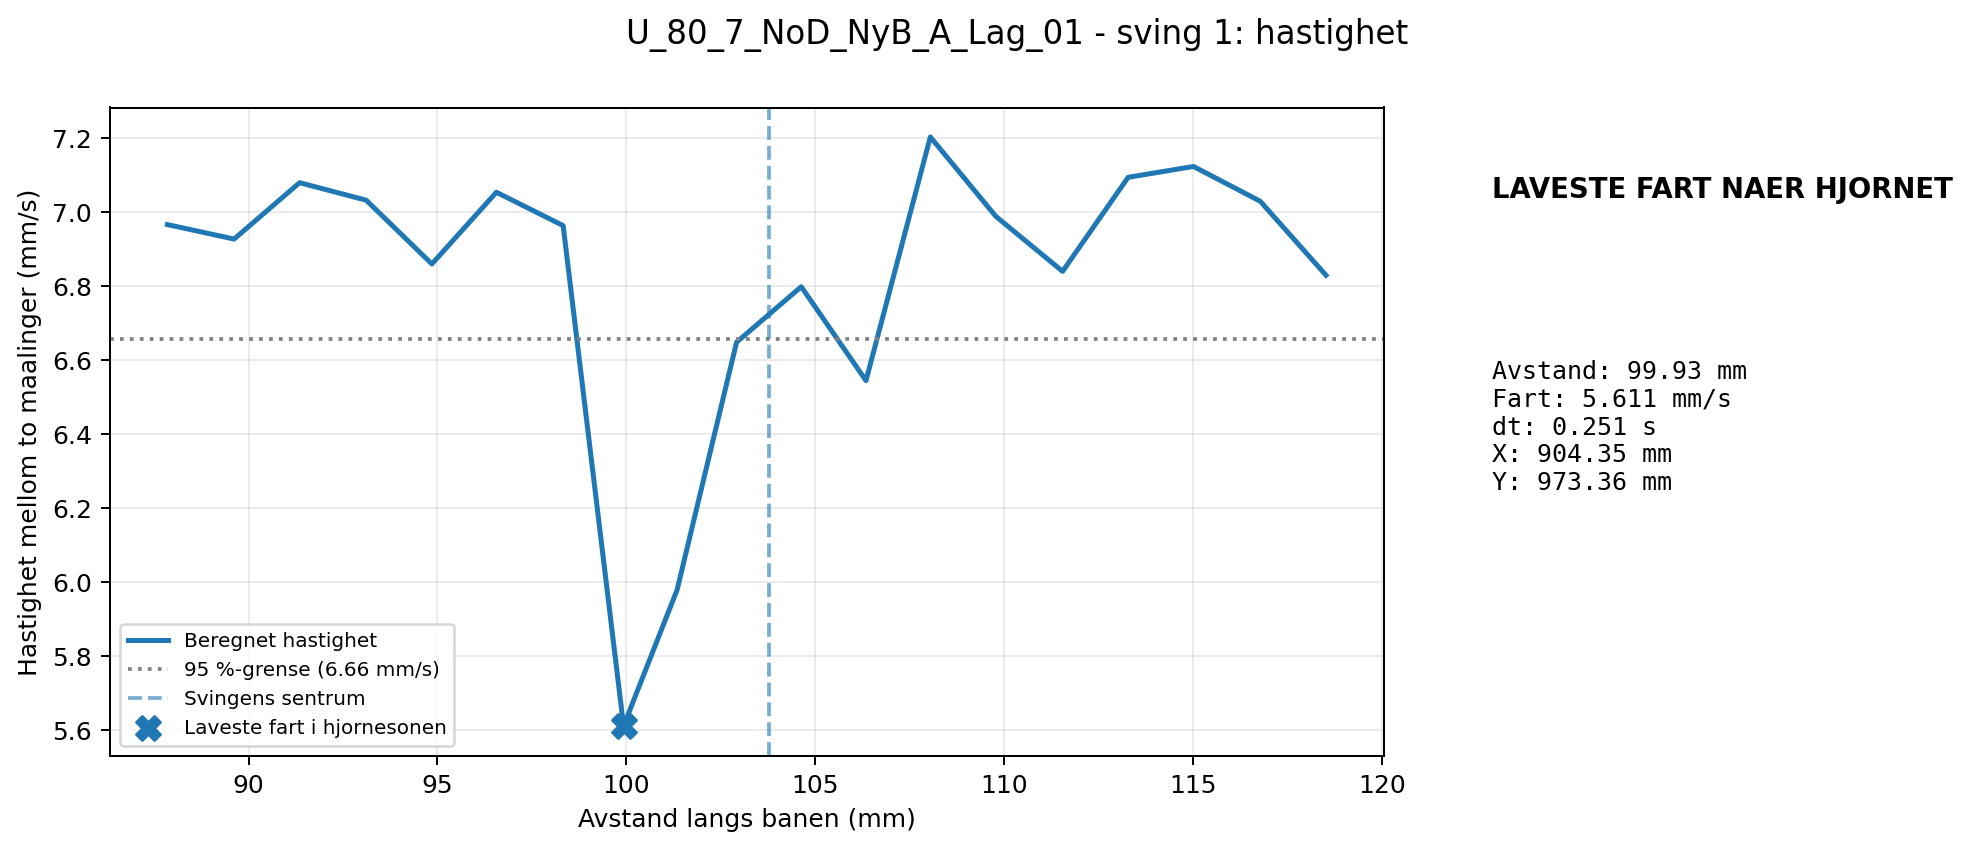 U_80_7_NoD_NyB_A_Lag_01 - sving 1: hastighet
Hastighet mellom to maalinger (mm/s)
7.2
7.0
6.8
6.6
6.4
6.2
6.0
5.8
5.6
Beregnet hastighet
95 %-grense (6.66 mm/s)
Svingens sentrum
Laveste fart i hjornesonen
90 95 100 105 110 115 120
Avstand langs banen (mm)
LAVESTE FART NAER HJORNET
Avstand: 99.93 mm
Fart: 5.611 mm/s
dt: 0.251 s
X: 904.35 mm
Y: 973.36 mm